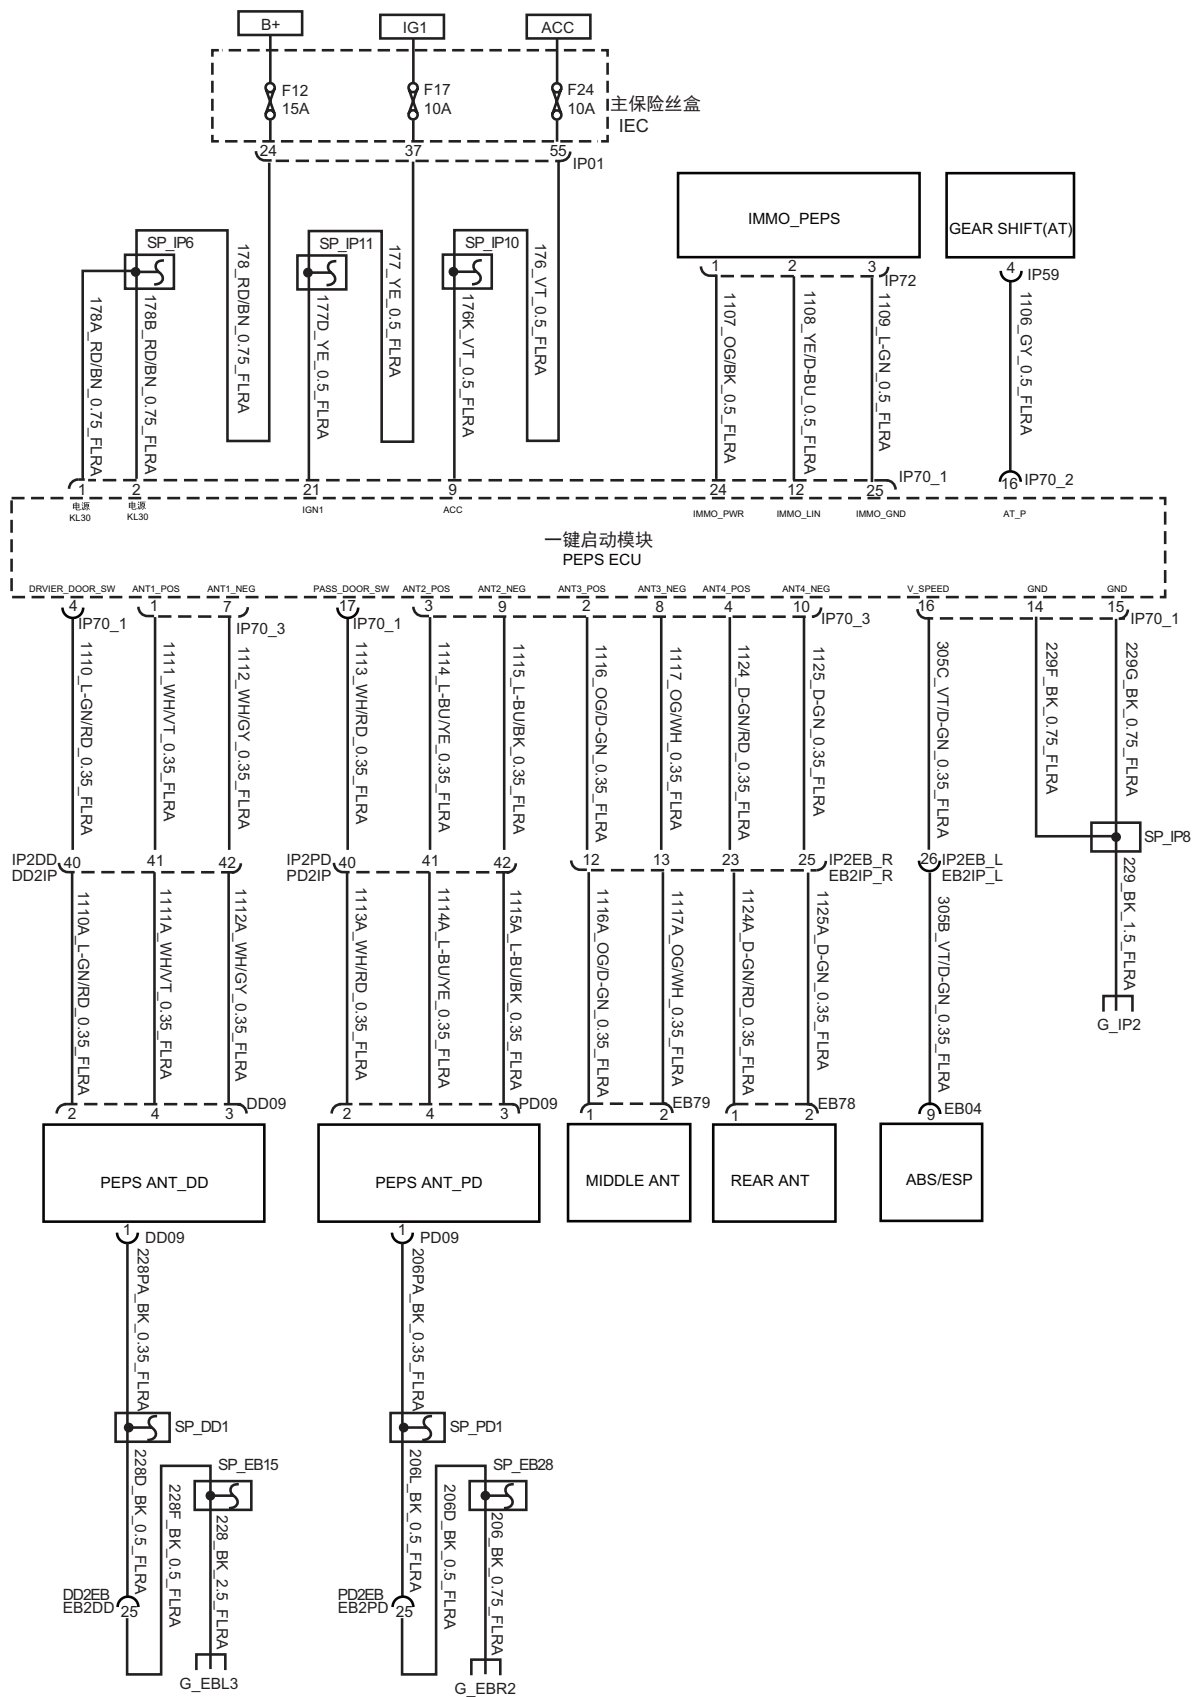 B+
IG1
ACC
F12
15A
F17
10A
F24
10A
主保险丝盒
IEC
24
37
55
IP01
IMMO_PEPS
GEAR SHIFT(AT)
1
2
3
IP72
4
IP59
SP_IP6
SP_IP11
SP_IP10
178_RD/BN_0.75_FLRA
177_YE_0.5_FLRA
176_VT_0.5_FLRA
178A_RD/BN_0.75_FLRA
178B_RD/BN_0.75_FLRA
177D_YE_0.5_FLRA
176K_VT_0.5_FLRA
1107_OG/BK_0.5_FLRA
1108_YE/D-BU_0.5_FLRA
1109_L-GN_0.5_FLRA
1106_GY_0.5_FLRA
1
2
21
9
24
12
25
IP70_1
16
IP70_2
电源
KL30
电源
KL30
IGN1
ACC
IMMO_PWR
IMMO_LIN
IMMO_GND
AT_P
一键启动模块
PEPS ECU
DRVIER_DOOR_SW
ANT1_POS
ANT1_NEG
PASS_DOOR_SW
ANT2_POS
ANT2_NEG
ANT3_POS
ANT3_NEG
ANT4_POS
ANT4_NEG
V_SPEED
GND
GND
4
IP70_1
1
7
IP70_3
17
IP70_1
3
9
2
8
4
10
IP70_3
16
14
15
IP70_1
1110_L-GN/RD_0.35_FLRA
1111_WH/VT_0.35_FLRA
1112_WH/GY_0.35_FLRA
1113_WH/RD_0.35_FLRA
1114_L-BU/YE_0.35_FLRA
1115_L-BU/BK_0.35_FLRA
1116_OG/D-GN_0.35_FLRA
1117_OG/WH_0.35_FLRA
1124_D-GN/RD_0.35_FLRA
1125_D-GN_0.35_FLRA
305C_VT/D-GN_0.35_FLRA
229F_BK_0.75_FLRA
229G_BK_0.75_FLRA
SP_IP8
IP2DD
DD2IP
40
41
42
IP2PD
PD2IP
40
41
42
12
13
23
25
IP2EB_R
EB2IP_R
26
IP2EB_L
EB2IP_L
1110A_L-GN/RD_0.35_FLRA
1111A_WH/VT_0.35_FLRA
1112A_WH/GY_0.35_FLRA
1113A_WH/RD_0.35_FLRA
1114A_L-BU/YE_0.35_FLRA
1115A_L-BU/BK_0.35_FLRA
1116A_OG/D-GN_0.35_FLRA
1117A_OG/WH_0.35_FLRA
1124A_D-GN/RD_0.35_FLRA
1125A_D-GN_0.35_FLRA
305B_VT/D-GN_0.35_FLRA
229_BK_1.5_FLRA
G_IP2
2
4
3
DD09
2
4
3
PD09
1
2
EB79
1
2
EB78
9
EB04
PEPS ANT_DD
PEPS ANT_PD
MIDDLE ANT
REAR ANT
ABS/ESP
1
DD09
1
PD09
228PA_BK_0.35_FLRA
206PA_BK_0.35_FLRA
SP_DD1
SP_PD1
SP_EB15
SP_EB28
228D_BK_0.5_FLRA
228F_BK_0.5_FLRA
228_BK_2.5_FLRA
206L_BK_0.5_FLRA
206D_BK_0.5_FLRA
206_BK_0.75_FLRA
DD2EB
EB2DD
25
PD2EB
EB2PD
25
G_EBL3
G_EBR2